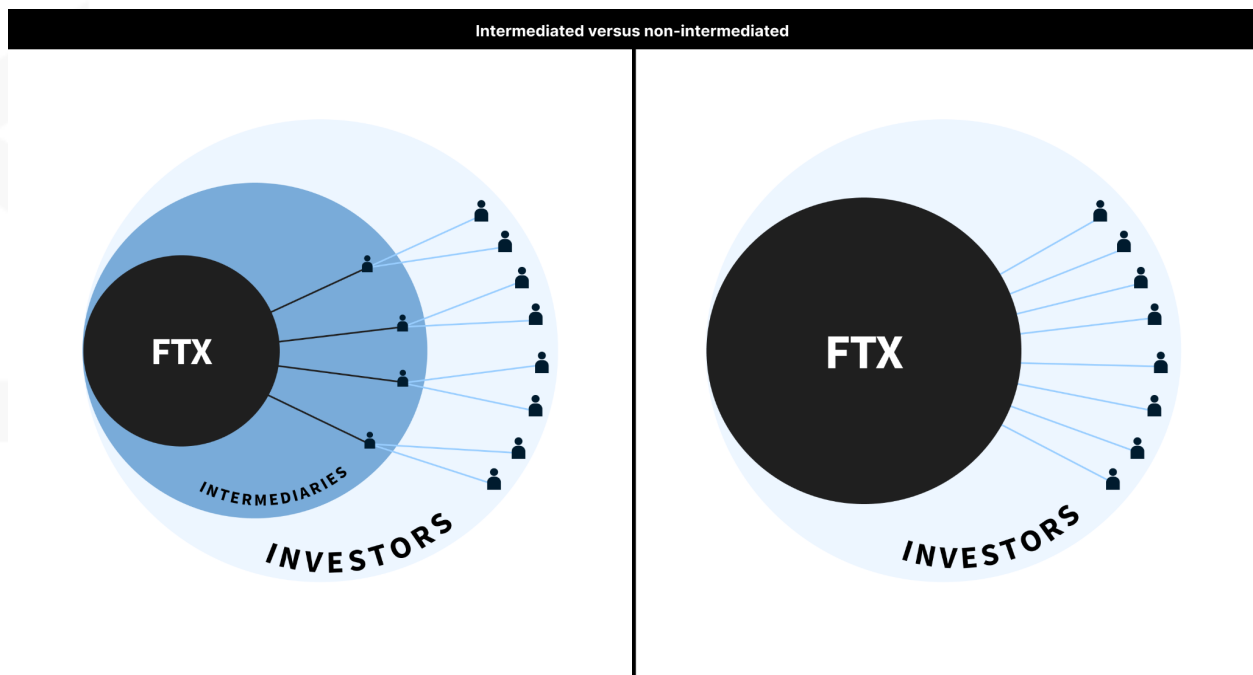 Intermediated versus non-intermediated
FTX
INTERMEDIARIES
INVESTORS
FTX
INVESTORS